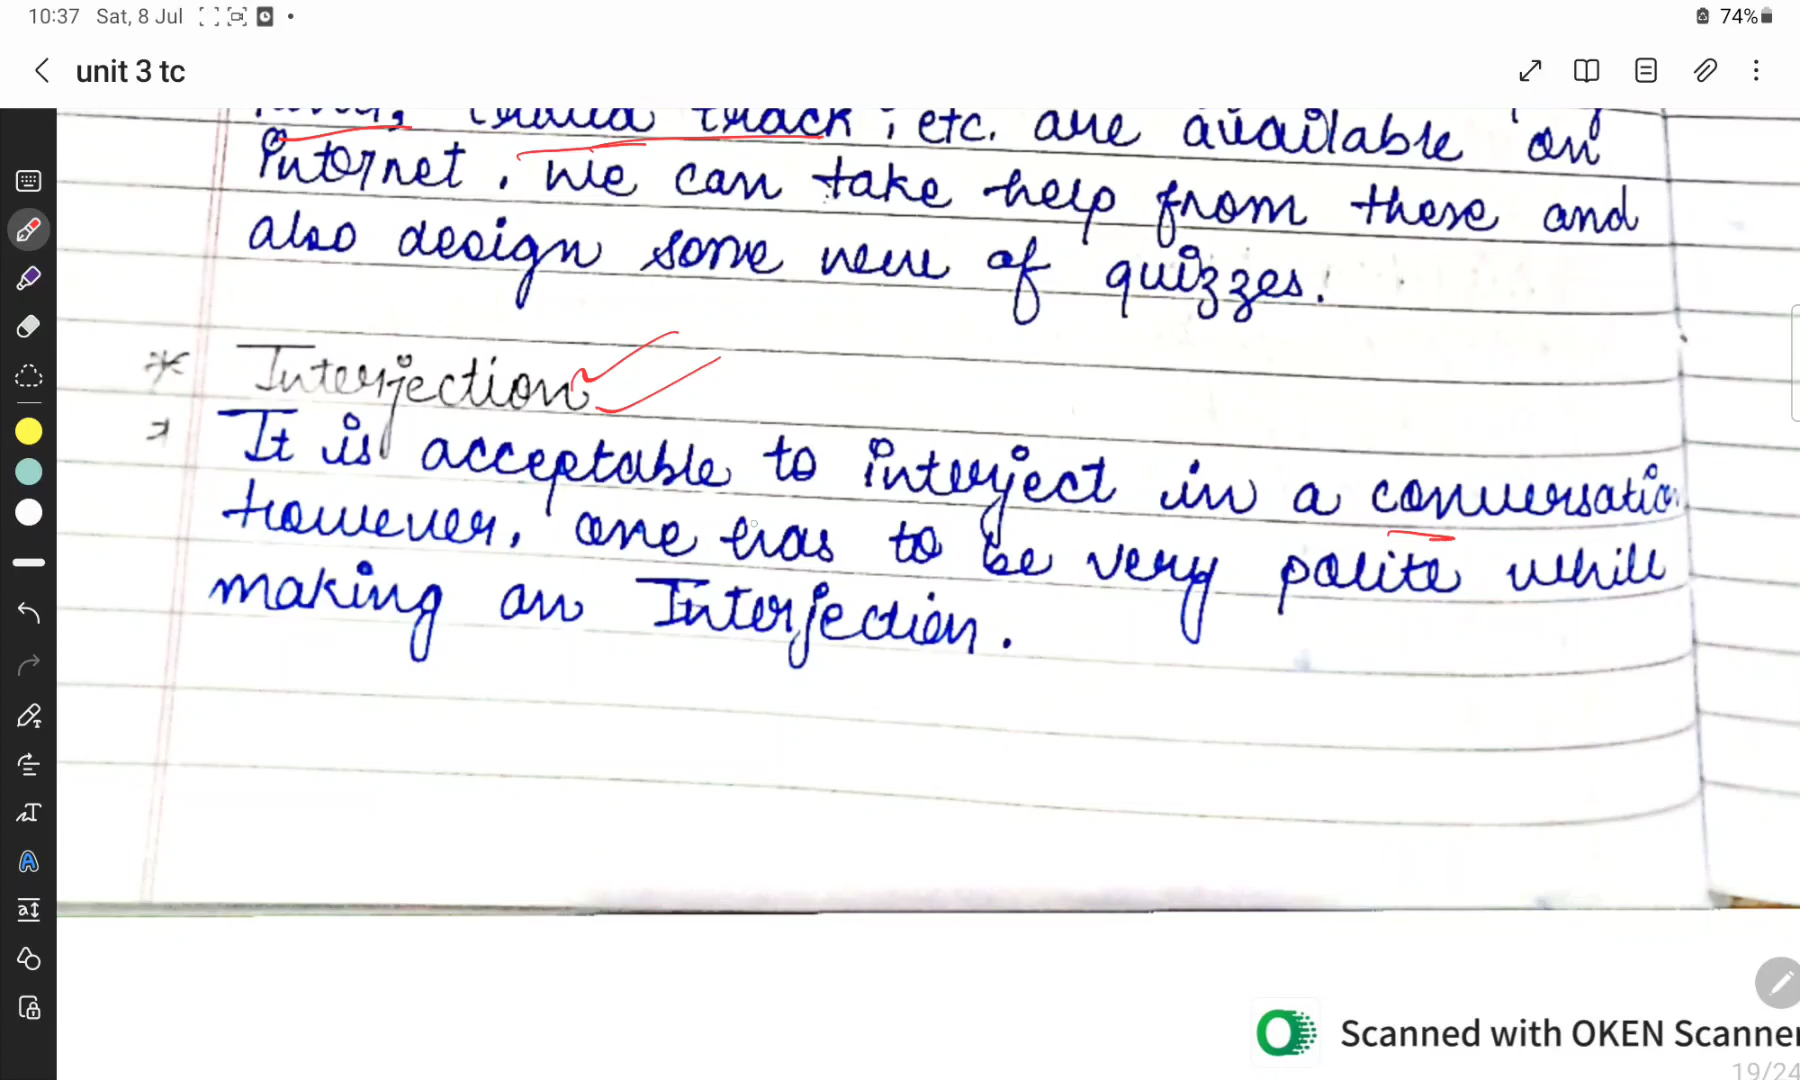 10:37 Sat, 8 Jul
74%
unit 3 tc
track, etc. are available on
Internet. We can take help from these and
also design some new of quizzes.
* Interjection
It is acceptable to interject in a conversatio
however, one has to be very polite while
making an Interjection.
Scanned with OKEN Scanner
19/24